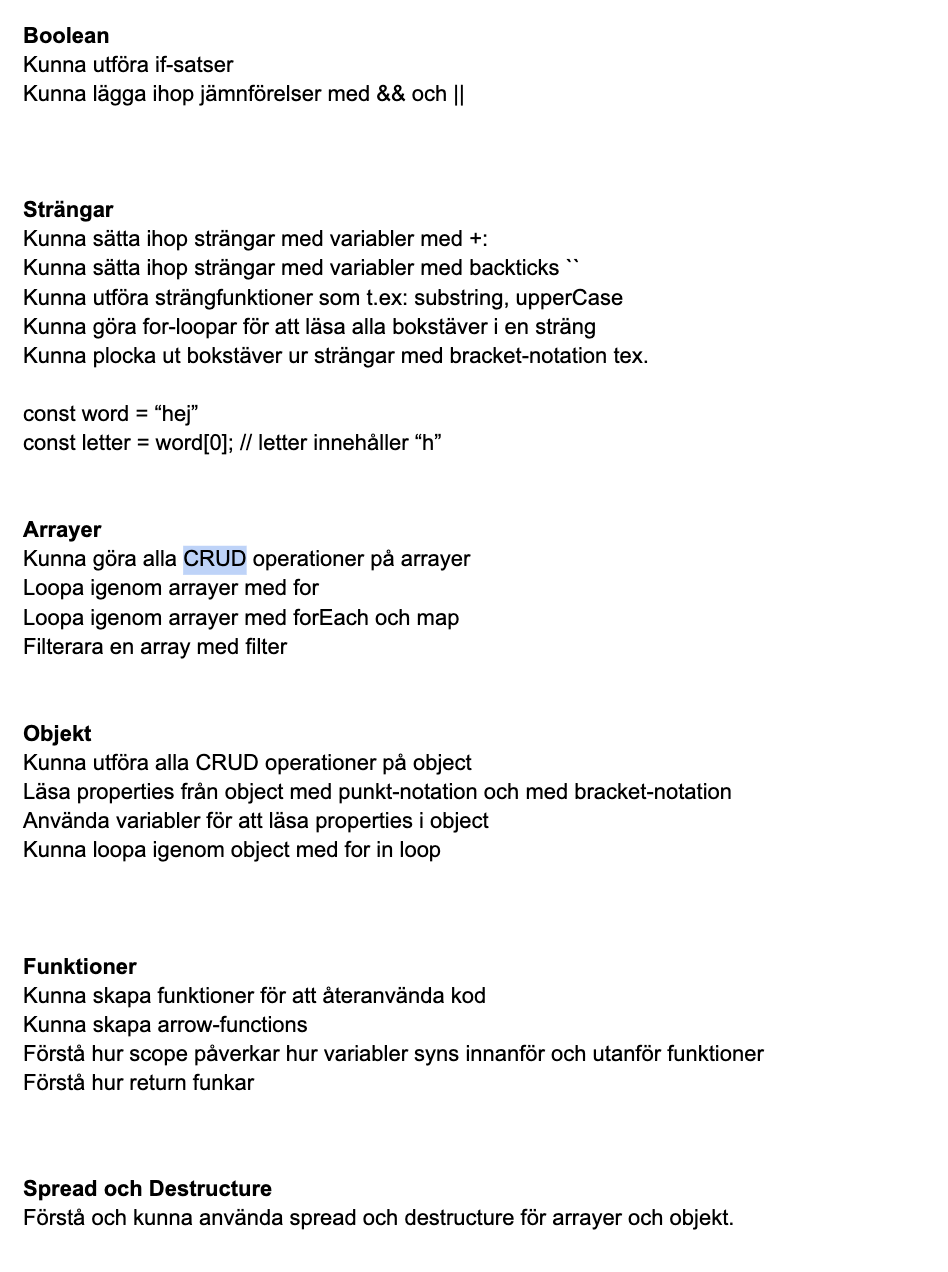 Boolean
Kunna utföra if-satser
Kunna lägga ihop jämnförelser med && och ||
Strängar
Kunna sätta ihop strängar med variabler med +:
Kunna sätta ihop strängar med variabler med backticks ``
Kunna utföra strängfunktioner som t.ex: substring, upperCase
Kunna göra for-loopar för att läsa alla bokstäver i en sträng
Kunna plocka ut bokstäver ur strängar med bracket-notation tex.
const word = “hej”
const letter = word[0]; // letter innehåller “h”
Arrayer
Kunna göra alla CRUD operationer på arrayer
Loopa igenom arrayer med for
Loopa igenom arrayer med forEach och map
Filterara en array med filter
Objekt
Kunna utföra alla CRUD operationer på object
Läsa properties från object med punkt-notation och med bracket-notation
Använda variabler för att läsa properties i object
Kunna loopa igenom object med for in loop
Funktioner
Kunna skapa funktioner för att återanvända kod
Kunna skapa arrow-functions
Förstå hur scope påverkar hur variabler syns innanför och utanför funktioner
Förstå hur return funkar
Spread och Destructure
Förstå och kunna använda spread och destructure för arrayer och objekt.